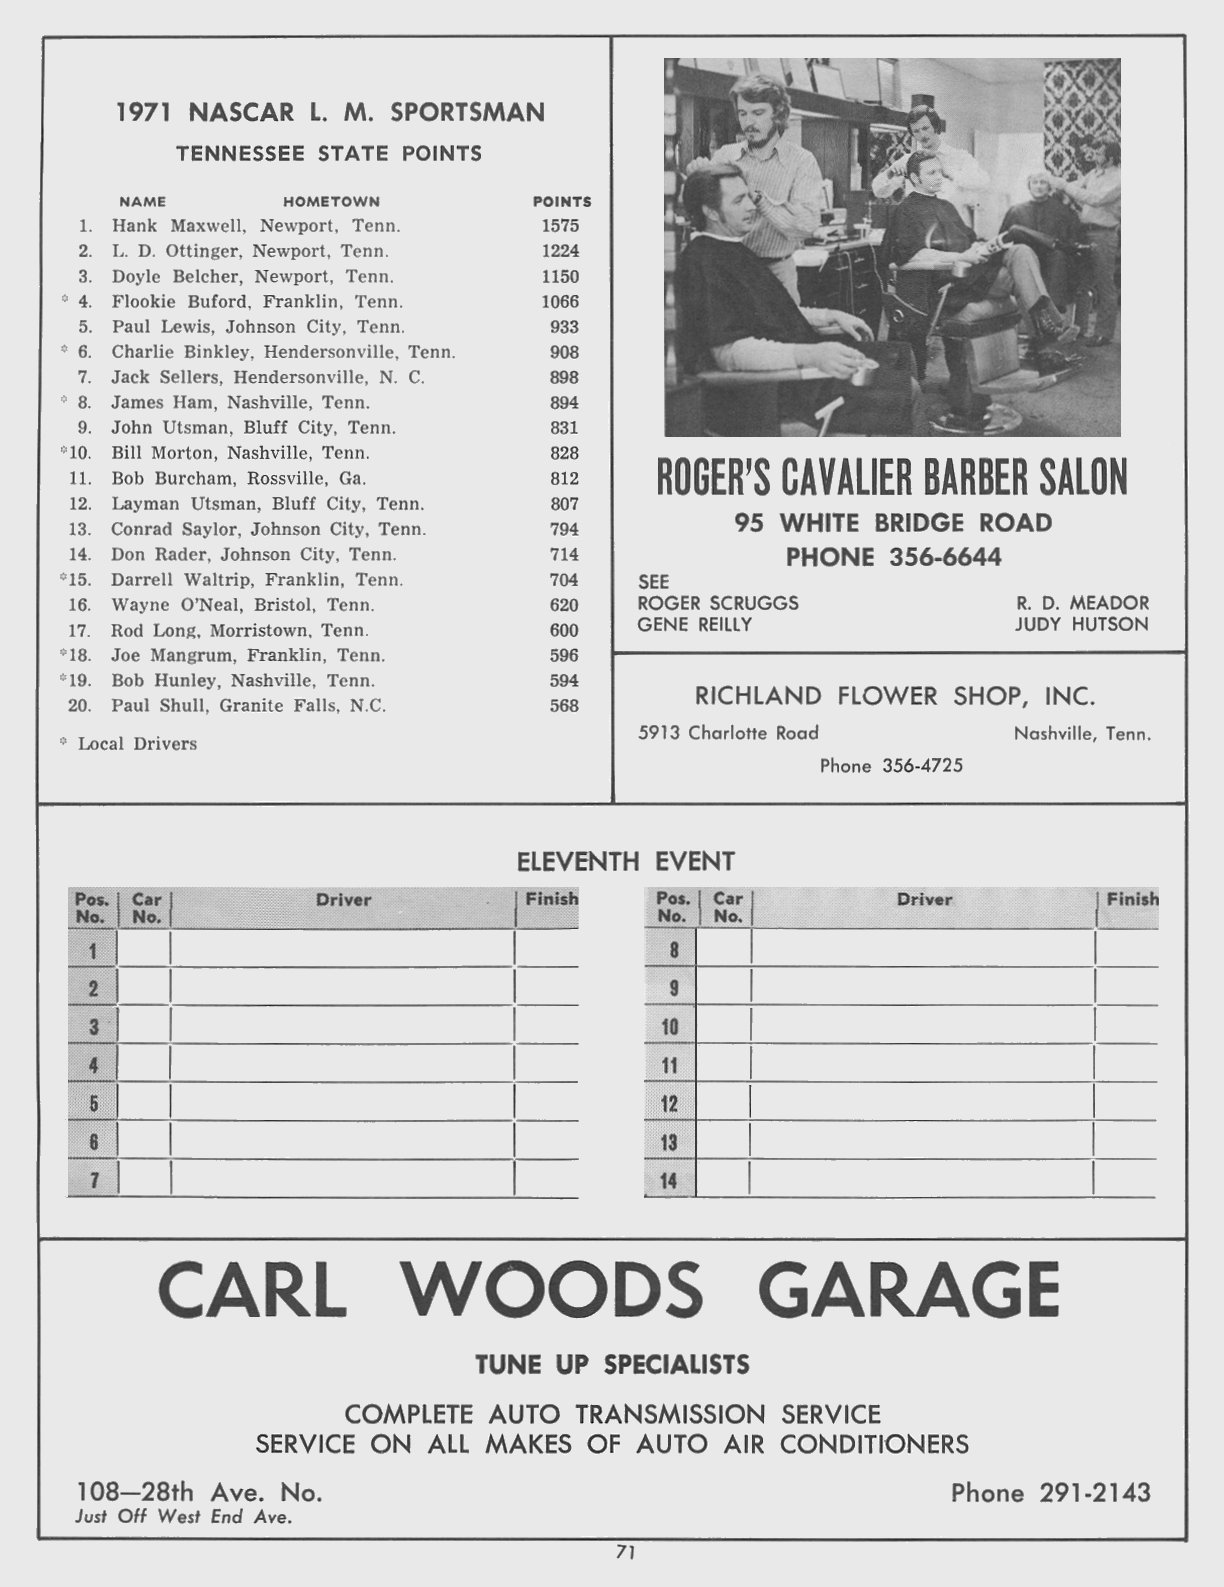 1971 NASCAR L. M. SPORTSMAN
TENNESSEE STATE POINTS
NAME HOMETOWN POINTS
1. Hank Maxwell, Newport, Tenn. 1575
2. L. D. Ottinger, Newport, Tenn. 1224
3. Doyle Belcher, Newport, Tenn. 1150
* 4. Flookie Buford, Franklin, Tenn. 1066
5. Paul Lewis, Johnson City, Tenn. 933
* 6. Charlie Binkley, Hendersonville, Tenn. 908
7. Jack Sellers, Hendersonville, N. C. 898
* 8. James Ham, Nashville, Tenn. 894
9. John Utsman, Bluff City, Tenn. 831
*10. Bill Morton, Nashville, Tenn. 828
11. Bob Burcham, Rossville, Ga. 812
12. Layman Utsman, Bluff City, Tenn. 807
13. Conrad Saylor, Johnson City, Tenn. 794
14. Don Rader, Johnson City, Tenn. 714
*15. Darrell Waltrip, Franklin, Tenn. 704
16. Wayne O'Neal, Bristol, Tenn. 620
17. Rod Long, Morristown, Tenn. 600
*18. Joe Mangrum, Franklin, Tenn. 596
*19. Bob Hunley, Nashville, Tenn. 594
20. Paul Shull, Granite Falls, N.C. 568
* Local Drivers
ROGER'S CAVALIER BARBER SALON
95 WHITE BRIDGE ROAD
PHONE 356-6644
SEE
ROGER SCRUGGS R. D. MEADOR
GENE REILLY JUDY HUTSON
RICHLAND FLOWER SHOP, INC.
5913 Charlotte Road Nashville, Tenn.
Phone 356-4725
ELEVENTH EVENT
Pos. No. Car No. Driver Finish
1
2
3
4
5
6
7
Pos. No. Car No. Driver Finish
8
9
10
11
12
13
14
CARL WOODS GARAGE
TUNE UP SPECIALISTS
COMPLETE AUTO TRANSMISSION SERVICE
SERVICE ON ALL MAKES OF AUTO AIR CONDITIONERS
108—28th Ave. No. Phone 291-2143
Just Off West End Ave.
71